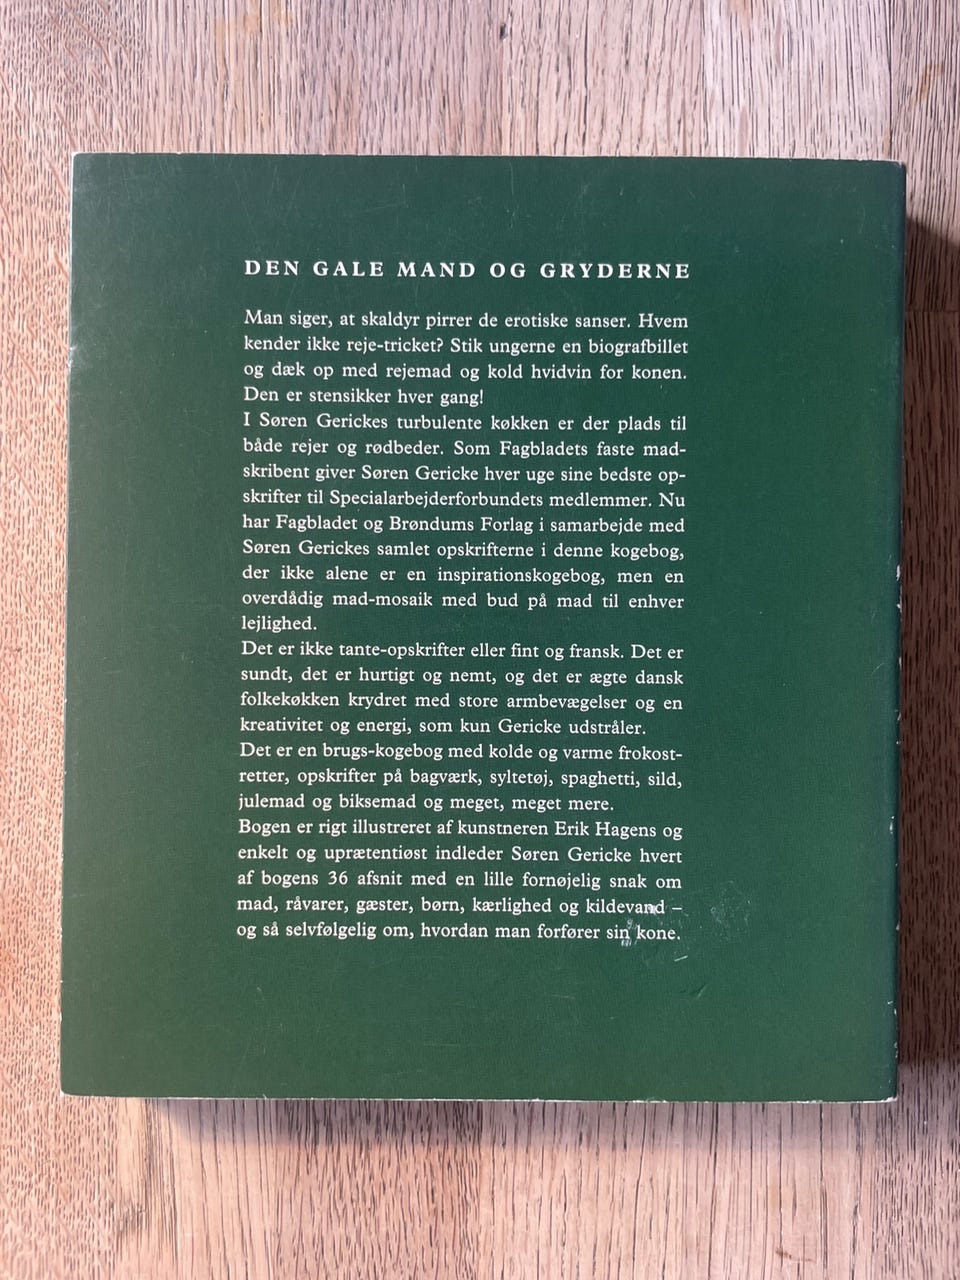 DEN GALE MAND OG GRYDERNE
Man siger, at skaldyr pirrer de erotiske sanser. Hvem
kender ikke reje-tricket? Stik ungerne en biografbillet
og dæk op med rejemad og kold hvidvin for konen.
Den er stensikker hver gang!
I Søren Gerickes turbulente køkken er der plads til
både rejer og rødbeder. Som Fagbladets faste mad-
skribent giver Søren Gericke hver uge sine bedste op-
skrifter til Specialarbejderforbundets medlemmer. Nu
har Fagbladet og Brøndums Forlag i samarbejde med
Søren Gerickes samlet opskrifterne i denne kogebog,
der ikke alene er en inspirationskogebog, men en
overdådig mad-mosaik med bud på mad til enhver
lejlighed.
Det er ikke tante-opskrifter eller fint og fransk. Det er
sundt, det er hurtigt og nemt, og det er ægte dansk
folkekøkken krydret med store armbevægelser og en
kreativitet og energi, som kun Gericke udstråler.
Det er en brugs-kogebog med kolde og varme frokost-
retter, opskrifter på bagværk, syltetøj, spaghetti, sild,
julemad og biksemad og meget, meget mere.
Bogen er rigt illustreret af kunstneren Erik Hagens og
enkelt og uprætentiøst indleder Søren Gericke hvert
af bogens 36 afsnit med en lille fornøjelig snak om
mad, råvarer, gæster, børn, kærlighed og kildevand –
og så selvfølgelig om, hvordan man forfører sin kone.